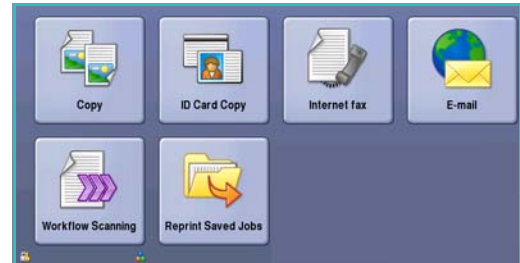 Copy
ID Card Copy
Internet fax
E-mail
Workflow Scanning
Reprint Saved Jobs